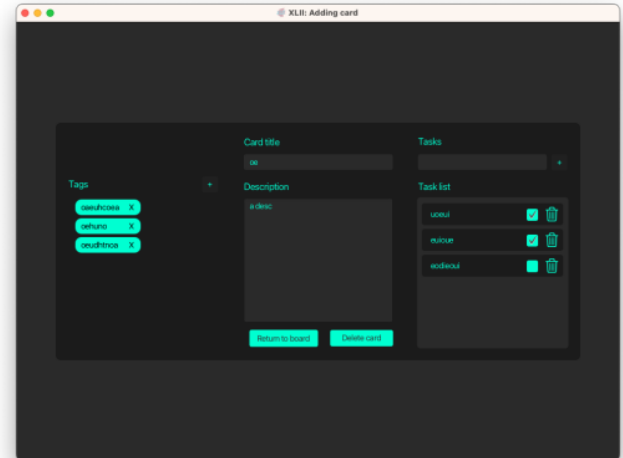 XLII: Adding card
Card title
oe
Tasks
+
Tags
+
oaeuhcoea X
oehuno X
oeudhtnoa X
Description
a desc
Return to board
Delete card
Task list
uoeui
euioue
eodieoui